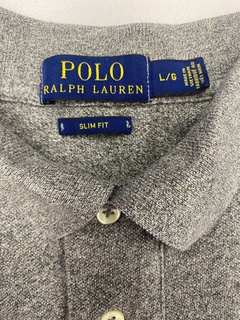 POLO
RALPH LAUREN
L/G
SLIM FIT